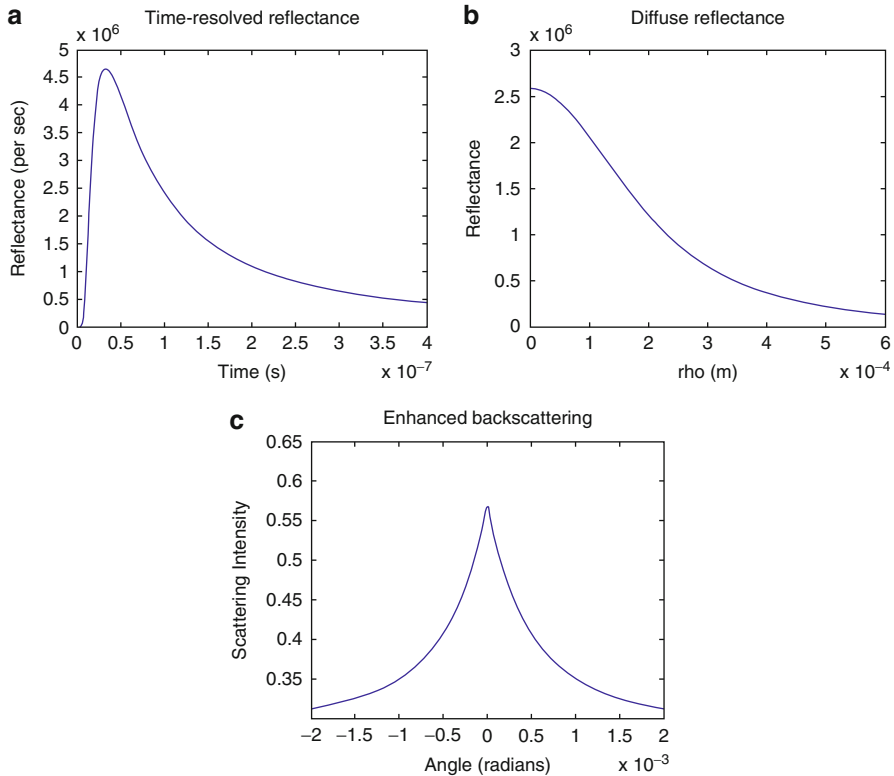 a
Time-resolved reflectance
x 10⁶
5
4.5
4
3.5
3
2.5
2
1.5
1
0.5
0
Reflectance (per sec)
0 0.5 1 1.5 2 2.5 3 3.5 4
Time (s)
x 10⁻⁷
b
Diffuse reflectance
x 10⁶
3
2.5
2
1.5
1
0.5
0
Reflectance
0 1 2 3 4 5 6
rho (m)
x 10⁻⁴
c
Enhanced backscattering
0.65
0.6
0.55
0.5
0.45
0.4
0.35
Scattering Intensity
−2 −1.5 −1 −0.5 0 0.5 1 1.5 2
Angle (radians)
x 10⁻³